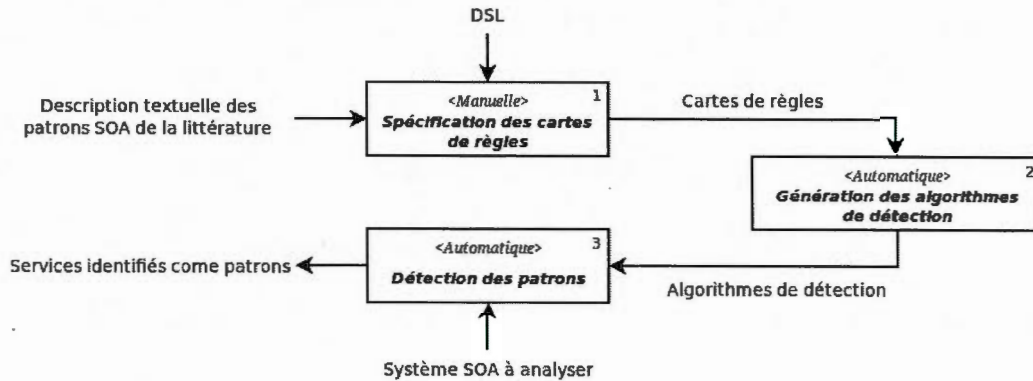 DSL
<Manuelle> 1
Spécification des cartes
de règles
Description textuelle des
patrons SOA de la littérature
Cartes de règles
<Automatique> 2
Génération des algorithmes
de détection
<Automatique> 3
Détection des patrons
Services identifiés come patrons
Algorithmes de détection
Système SOA à analyser